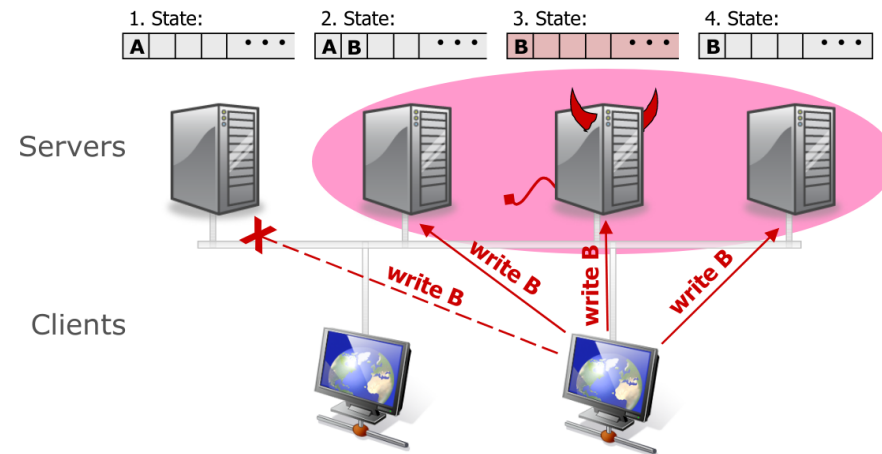 1. State: 2. State: 3. State: 4. State:
A • • • A B • • • B • • • B • • •
Servers
write B write B write B write B
Clients